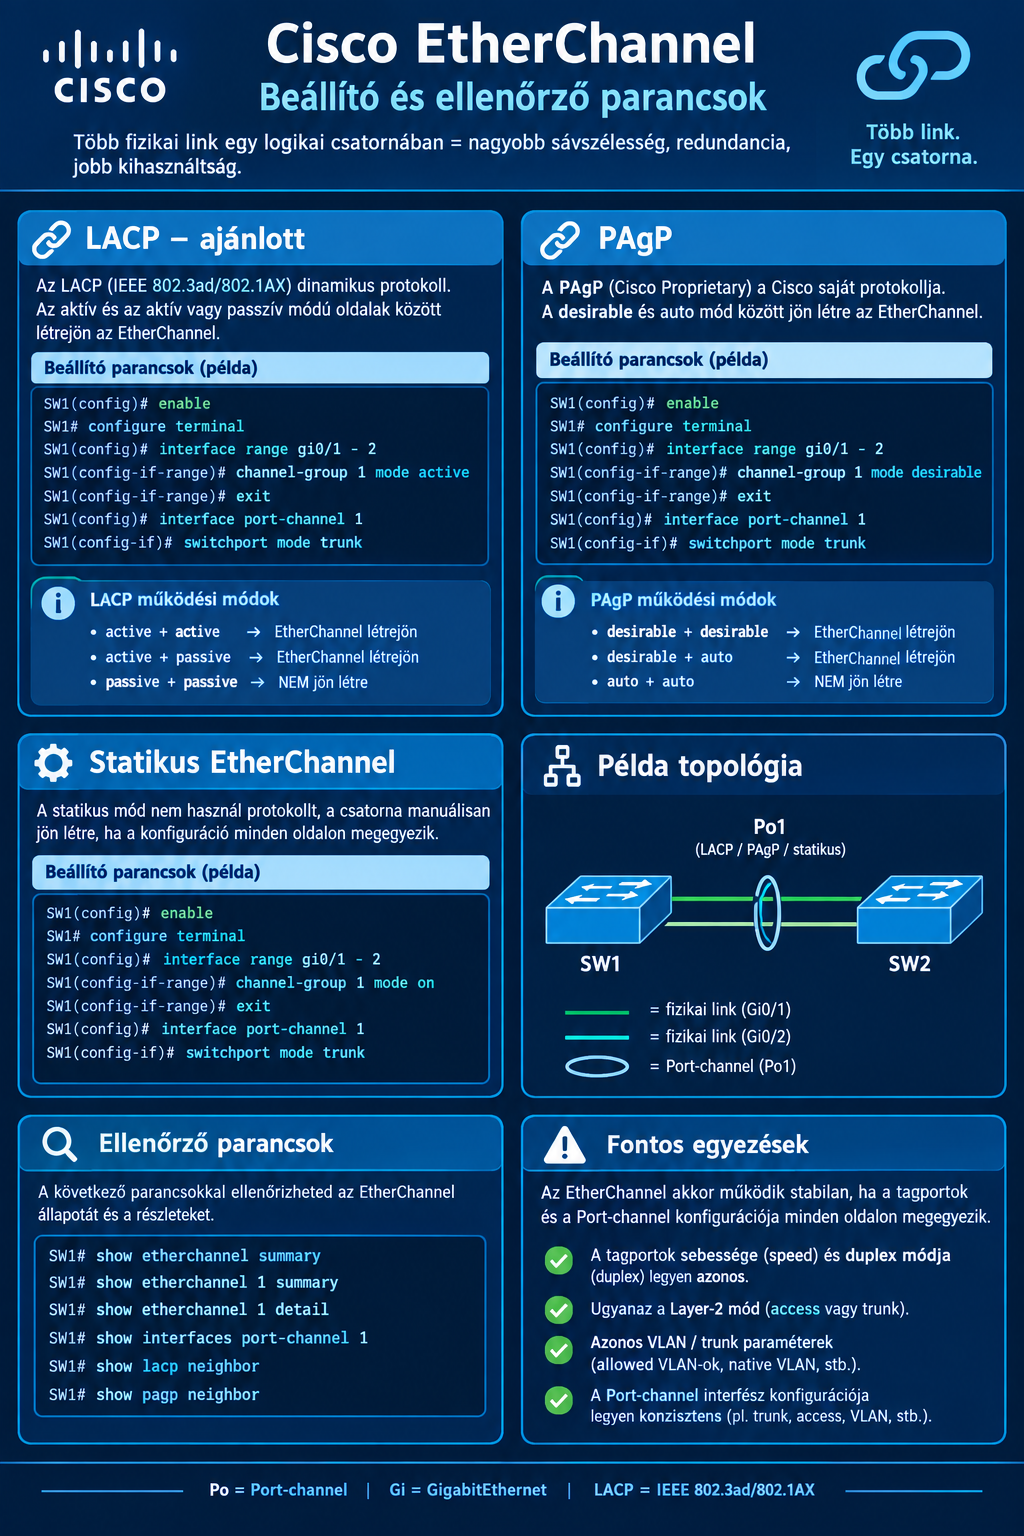 CISCO
Cisco EtherChannel
Beállító és ellenőrző parancsok
Több fizikai link egy logikai csatornában = nagyobb sávszélesség, redundancia,
jobb kihasználtság.
Több link.
Egy csatorna.
LACP – ajánlott
Az LACP (IEEE 802.3ad/802.1AX) dinamikus protokoll.
Az aktív és az aktív vagy passzív módú oldalak között
létrejön az EtherChannel.
Beállító parancsok (példa)
SW1(config)# enable
SW1# configure terminal
SW1(config)# interface range gi0/1 - 2
SW1(config-if-range)# channel-group 1 mode active
SW1(config-if-range)# exit
SW1(config)# interface port-channel 1
SW1(config-if)# switchport mode trunk
LACP működési módok
• active + active → EtherChannel létrejön
• active + passive → EtherChannel létrejön
• passive + passive → NEM jön létre
PAgP
A PAgP (Cisco Proprietary) a Cisco saját protokollja.
A desirable és auto mód között jön létre az EtherChannel.
Beállító parancsok (példa)
SW1(config)# enable
SW1# configure terminal
SW1(config)# interface range gi0/1 - 2
SW1(config-if-range)# channel-group 1 mode desirable
SW1(config-if-range)# exit
SW1(config)# interface port-channel 1
SW1(config-if)# switchport mode trunk
PAgP működési módok
• desirable + desirable → EtherChannel létrejön
• desirable + auto → EtherChannel létrejön
• auto + auto → NEM jön létre
Statikus EtherChannel
A statikus mód nem használ protokollt, a csatorna manuálisan
jön létre, ha a konfiguráció minden oldalon megegyezik.
Beállító parancsok (példa)
SW1(config)# enable
SW1# configure terminal
SW1(config)# interface range gi0/1 - 2
SW1(config-if-range)# channel-group 1 mode on
SW1(config-if-range)# exit
SW1(config)# interface port-channel 1
SW1(config-if)# switchport mode trunk
Példa topológia
Po1
(LACP / PAgP / statikus)
SW1
SW2
= fizikai link (Gi0/1)
= fizikai link (Gi0/2)
= Port-channel (Po1)
Ellenőrző parancsok
A következő parancsokkal ellenőrizheted az EtherChannel
állapotát és a részleteket.
SW1# show etherchannel summary
SW1# show etherchannel 1 summary
SW1# show etherchannel 1 detail
SW1# show interfaces port-channel 1
SW1# show lacp neighbor
SW1# show pagp neighbor
Fontos egyezések
Az EtherChannel akkor működik stabilan, ha a tagportok
és a Port-channel konfigurációja minden oldalon megegyezik.
A tagportok sebessége (speed) és duplex módja
(duplex) legyen azonos.
Ugyanaz a Layer-2 mód (access vagy trunk).
Azonos VLAN / trunk paraméterek
(allowed VLAN-ok, native VLAN, stb.).
A Port-channel interfész konfigurációja
legyen konzisztens (pl. trunk, access, VLAN, stb.).
Po = Port-channel | Gi = GigabitEthernet | LACP = IEEE 802.3ad/802.1AX